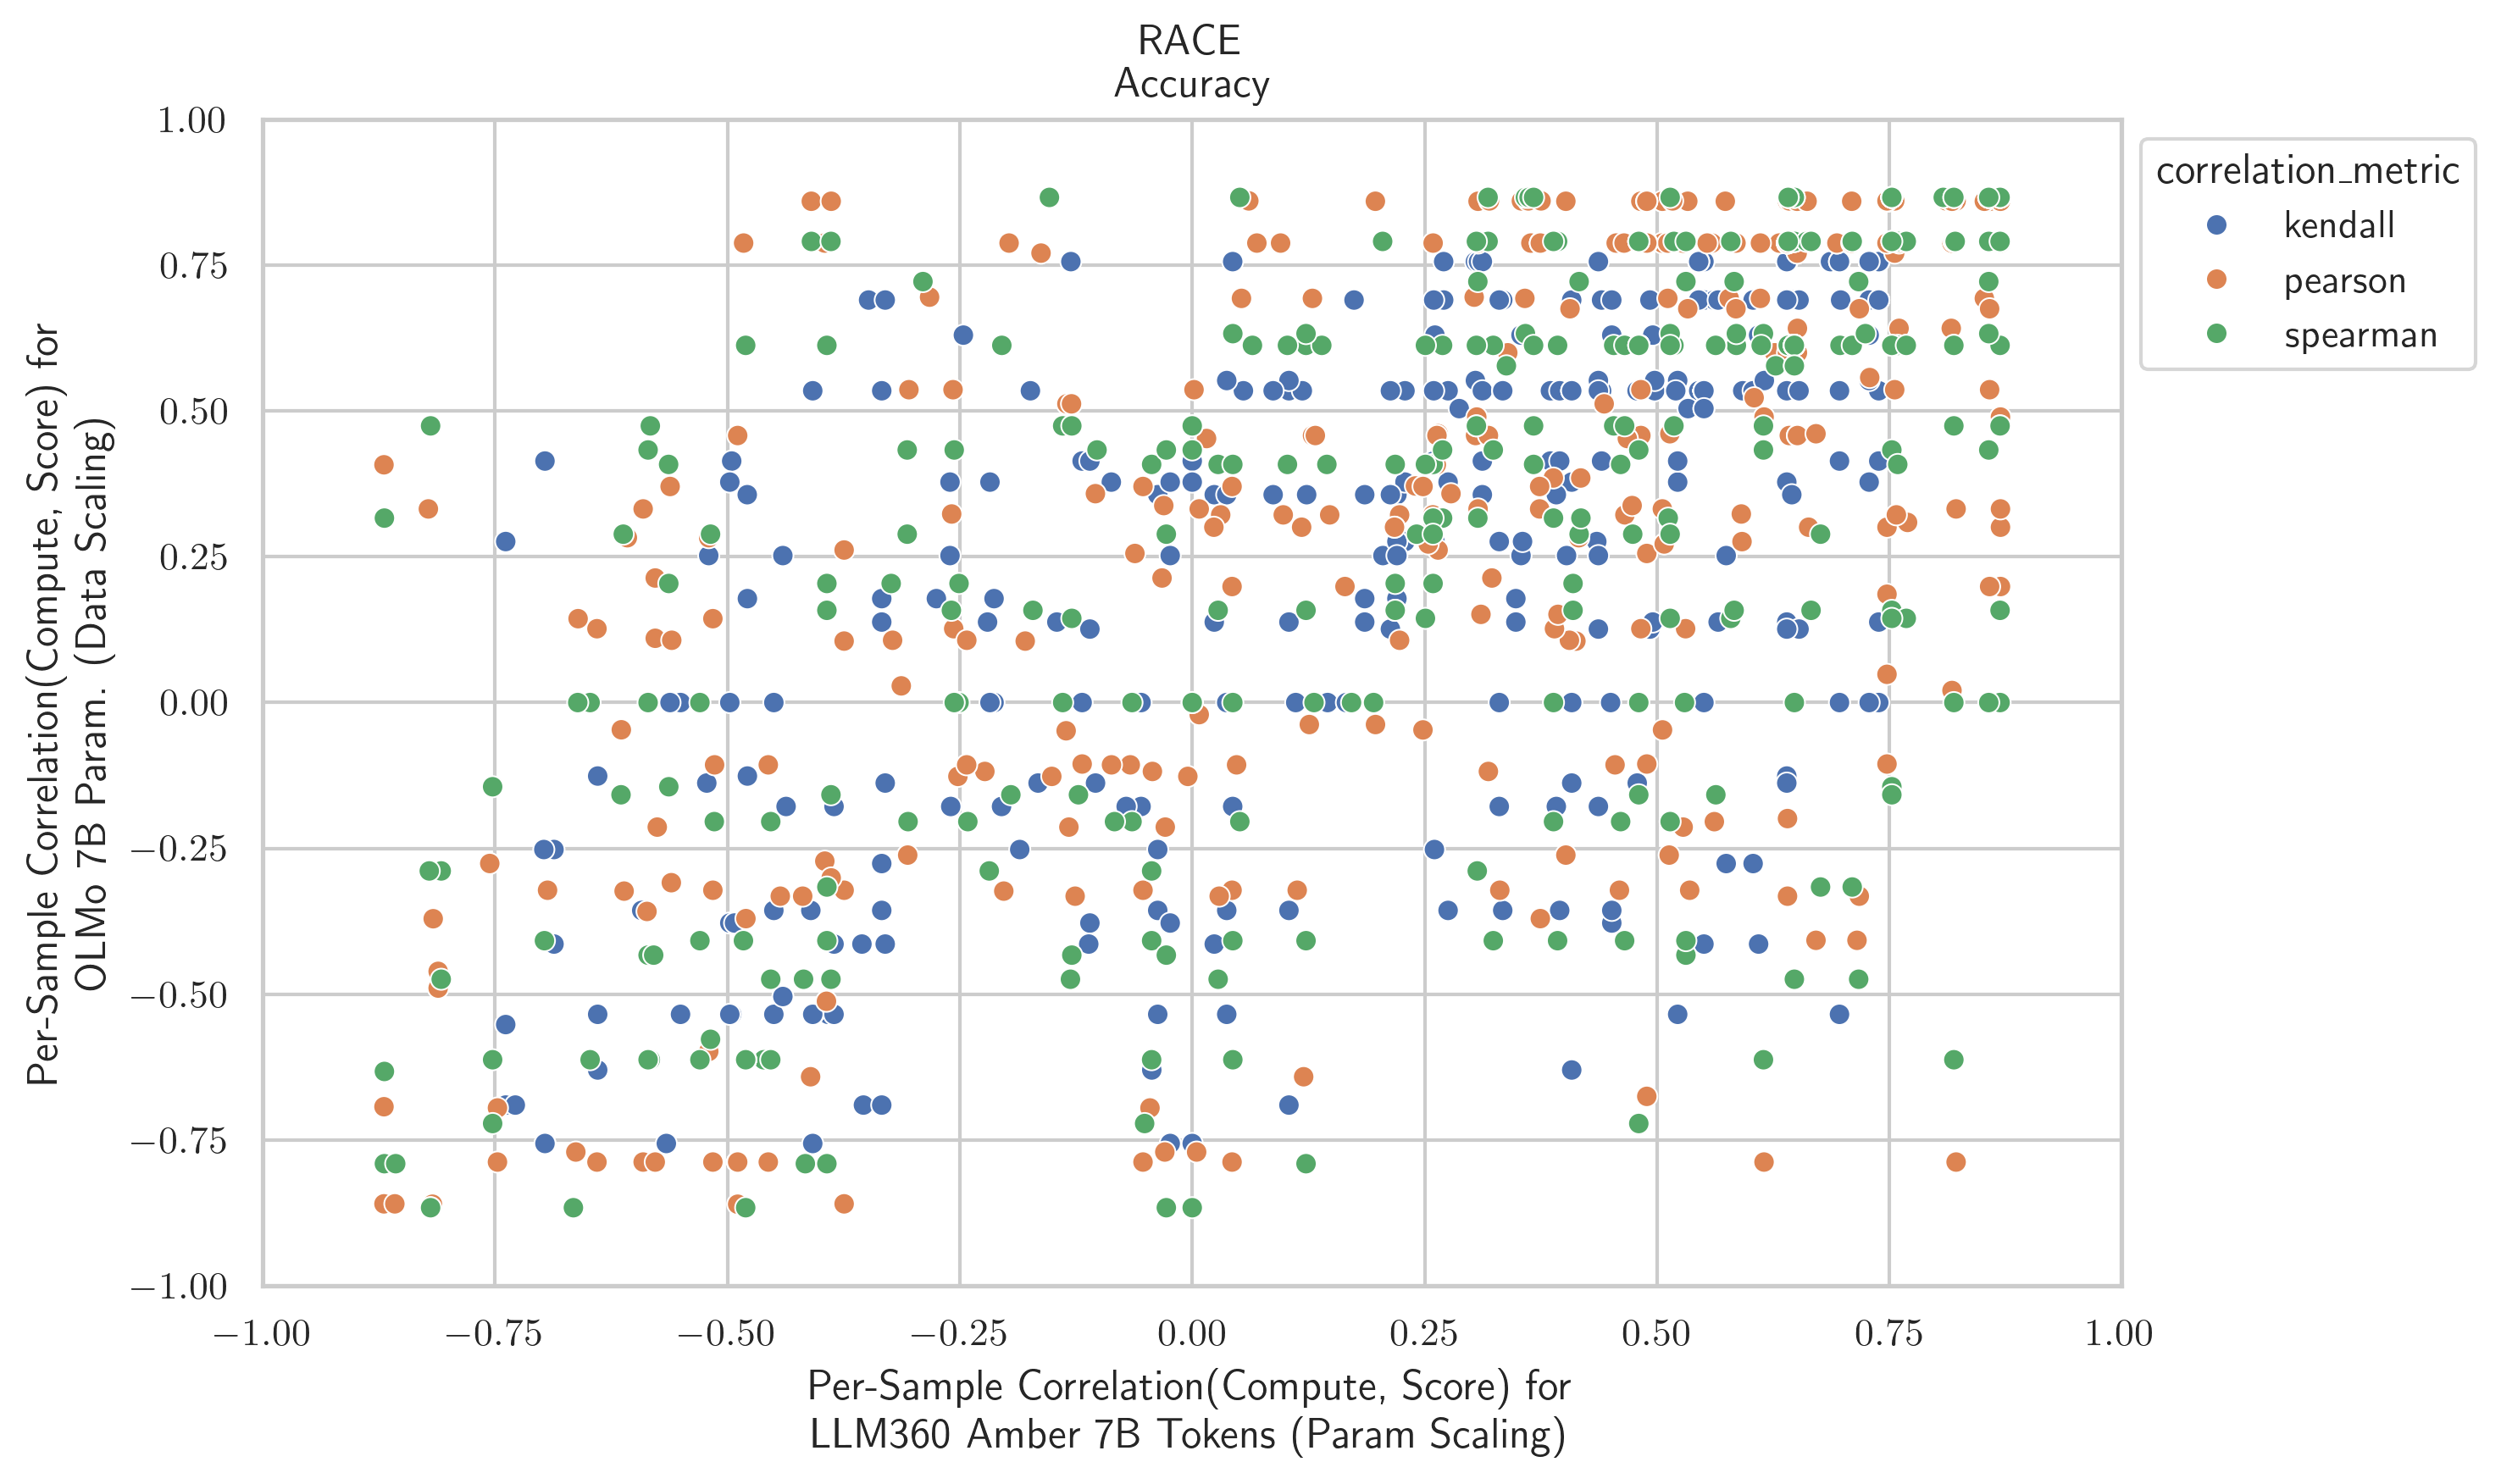 RACE
Accuracy
1.00
0.75
0.50
0.25
0.00
−0.25
−0.50
−0.75
−1.00
Per-Sample Correlation(Compute, Score) for
OLMo 7B Param. (Data Scaling)
−1.00 −0.75 −0.50 −0.25 0.00 0.25 0.50 0.75 1.00
Per-Sample Correlation(Compute, Score) for
LLM360 Amber 7B Tokens (Param Scaling)
correlation_metric
kendall
pearson
spearman